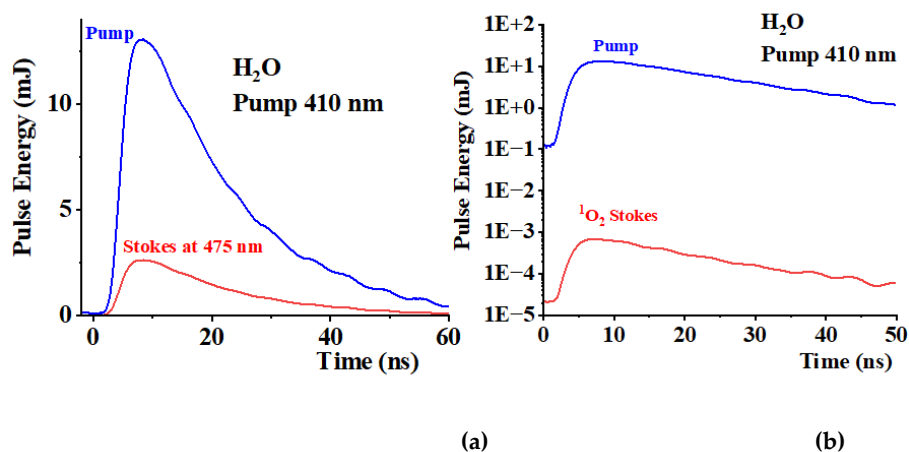 Pump
H₂O
Pump 410 nm
Stokes at 475 nm
Pulse Energy (mJ)
10
5
0
0
20
40
60
Time (ns)
(a)
H₂O
Pump 410 nm
Pump
¹O₂ Stokes
Pulse Energy (mJ)
1E+2
1E+1
1E+0
1E−1
1E−2
1E−3
1E−4
1E−5
0
10
20
30
40
50
Time (ns)
(b)